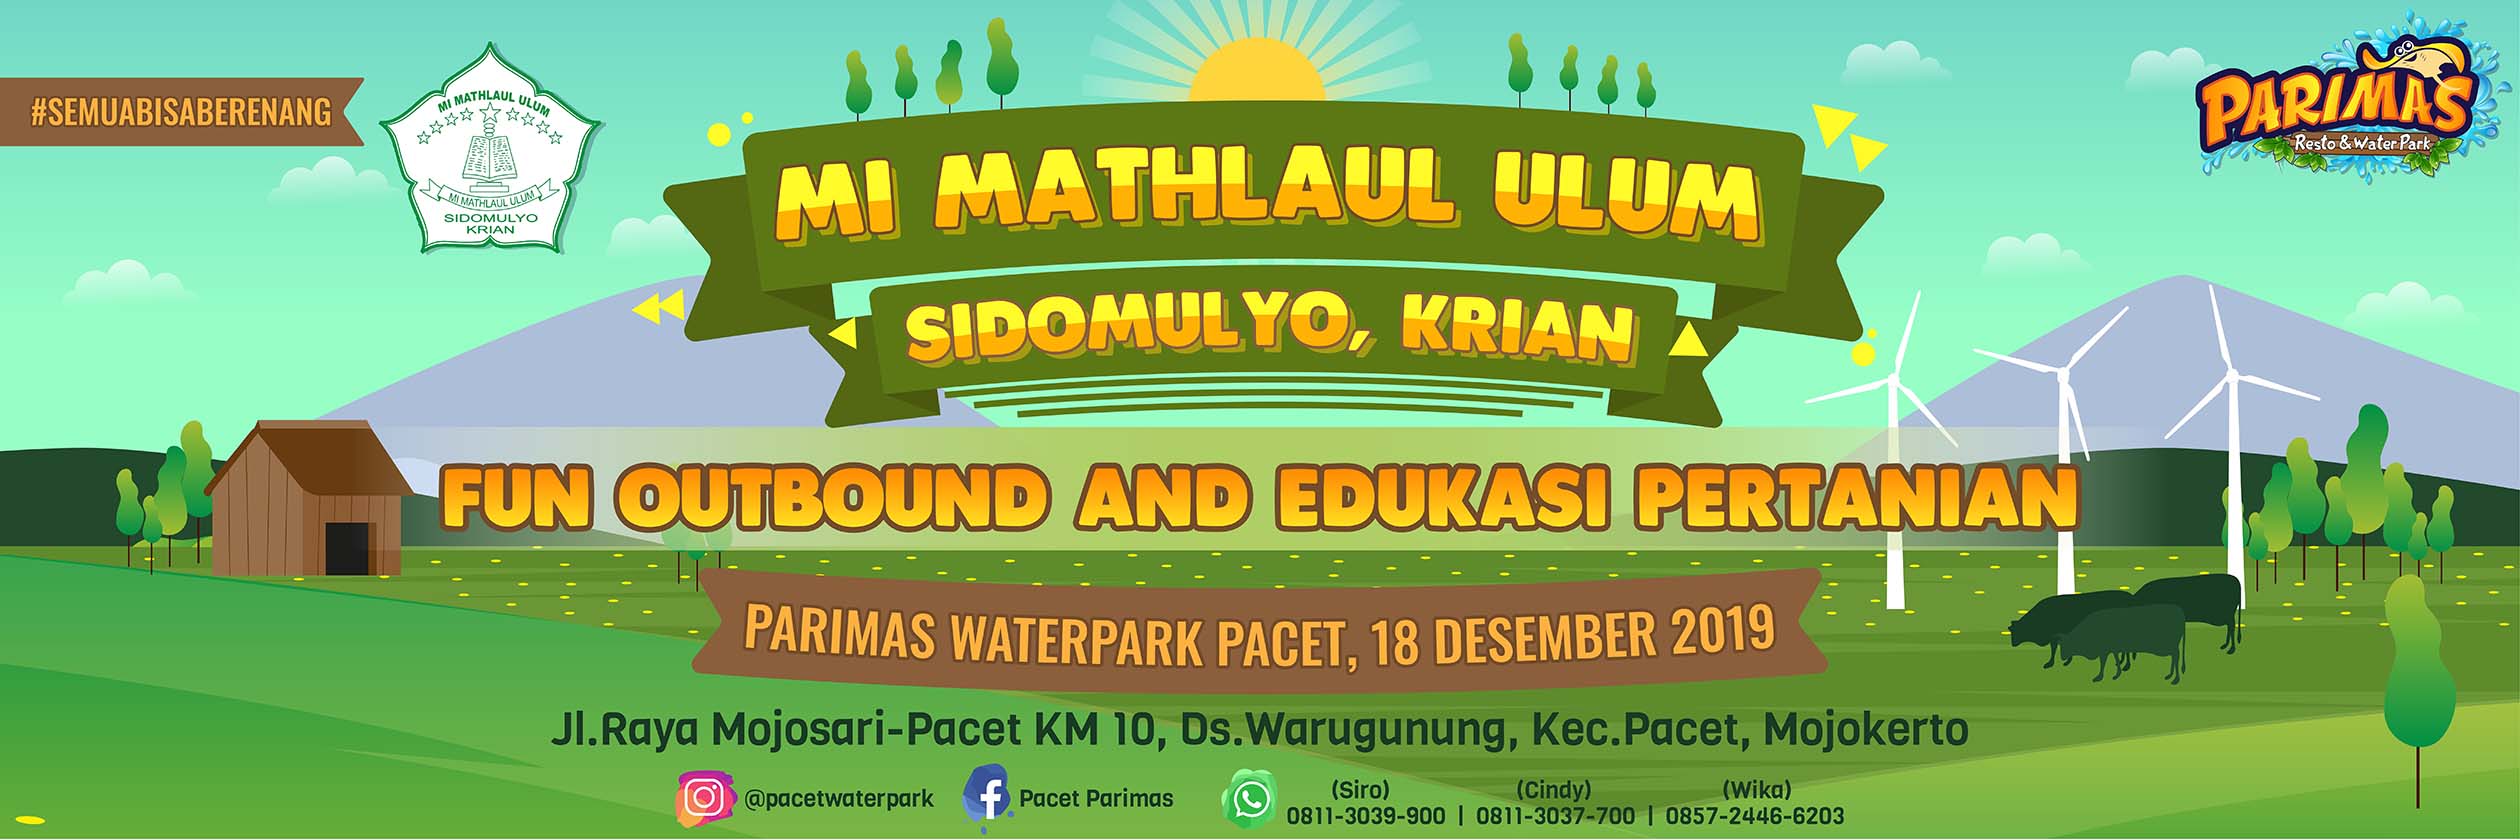 #SEMUABISABERENANG
MI MATHLAUL ULUM
MI MATHLAUL ULUM
SIDOMULYO
KRIAN
PARIMAS
Resto & Water Park
MI MATHLAUL ULUM
SIDOMULYO, KRIAN
FUN OUTBOUND AND EDUKASI PERTANIAN
PARIMAS WATERPARK PACET, 18 DESEMBER 2019
Jl.Raya Mojosari-Pacet KM 10, Ds.Warugunung, Kec.Pacet, Mojokerto
@pacetwaterpark
Pacet Parimas
(Siro) (Cindy) (Wika)
0811-3039-900 | 0811-3037-700 | 0857-2446-6203